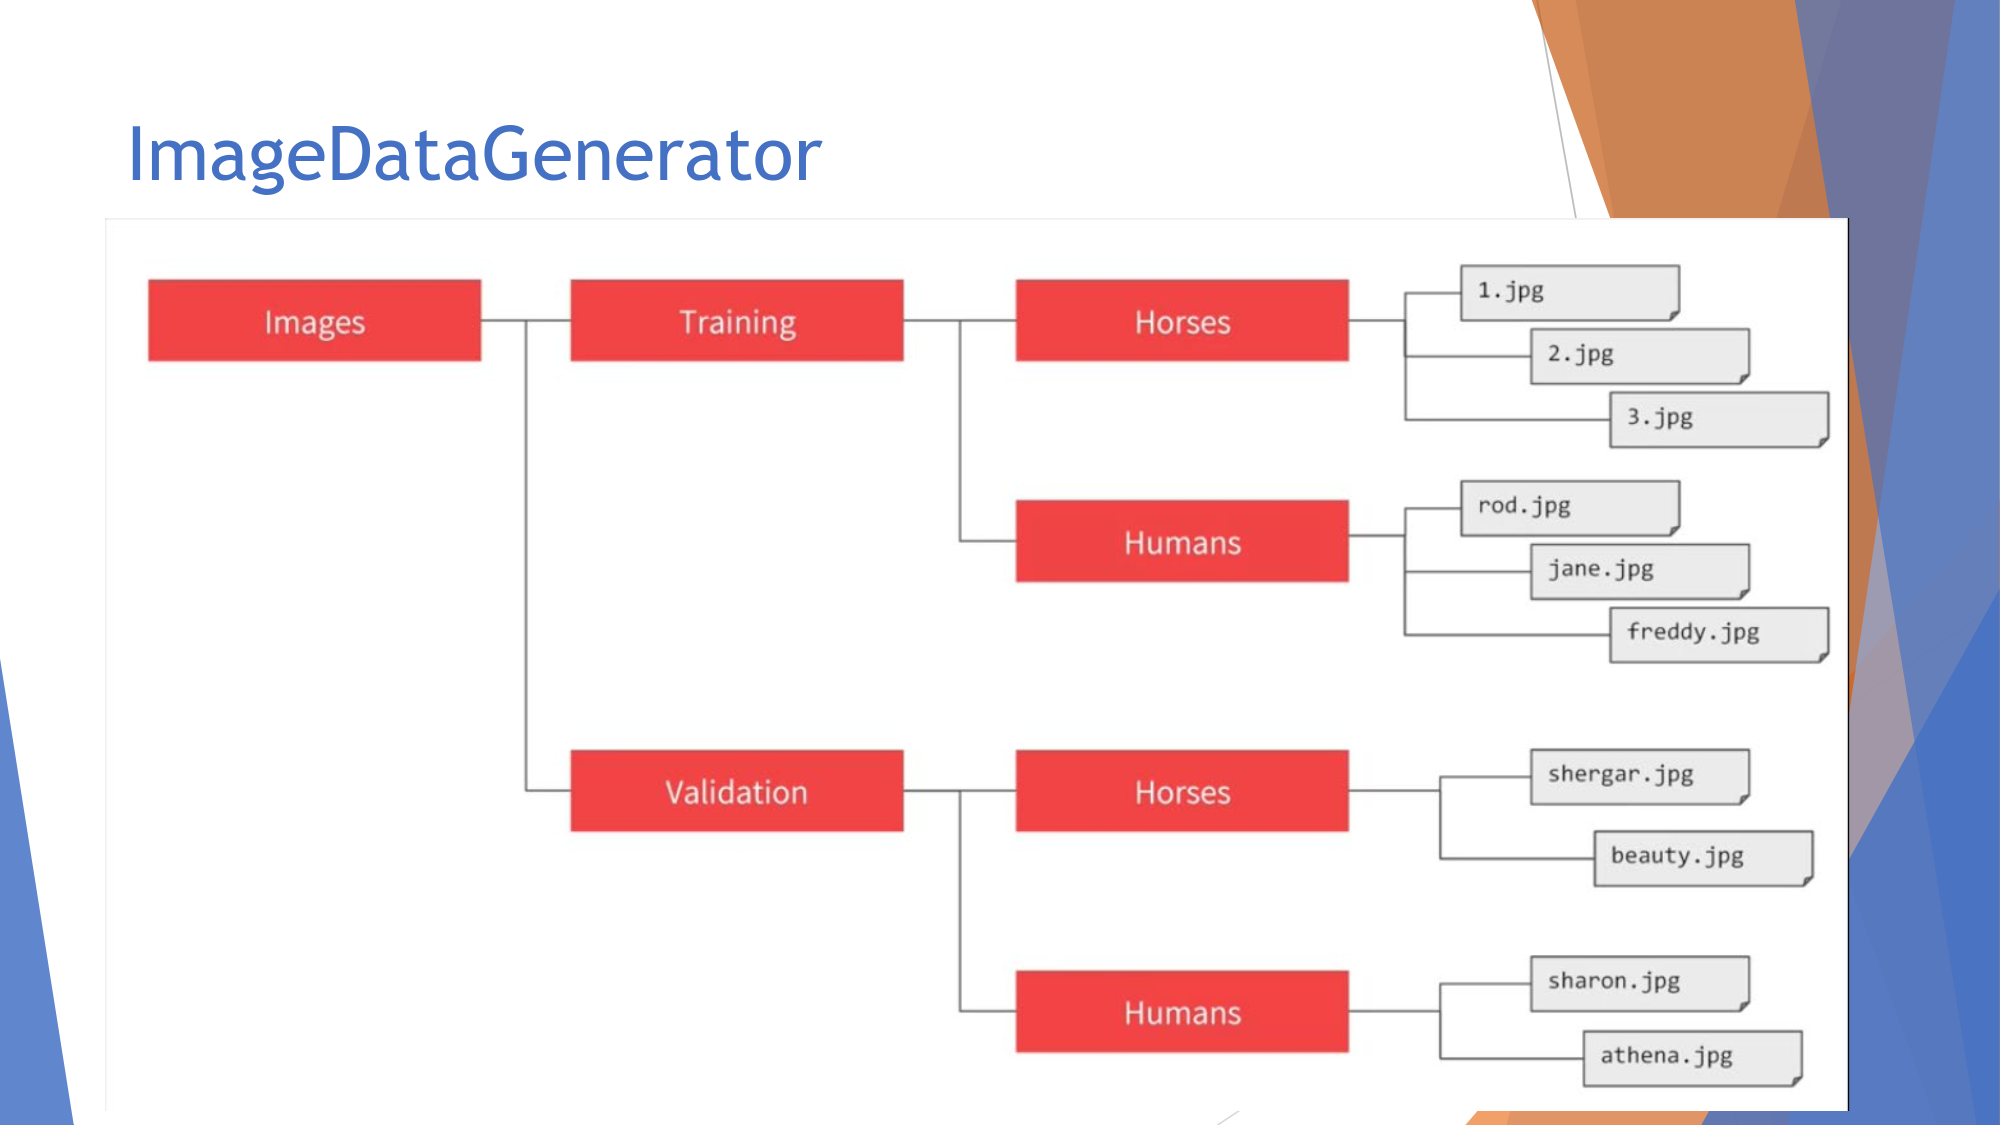 ImageDataGenerator
Images
Training
Horses
1.jpg
2.jpg
3.jpg
Humans
rod.jpg
jane.jpg
freddy.jpg
Validation
Horses
shergar.jpg
beauty.jpg
Humans
sharon.jpg
athena.jpg